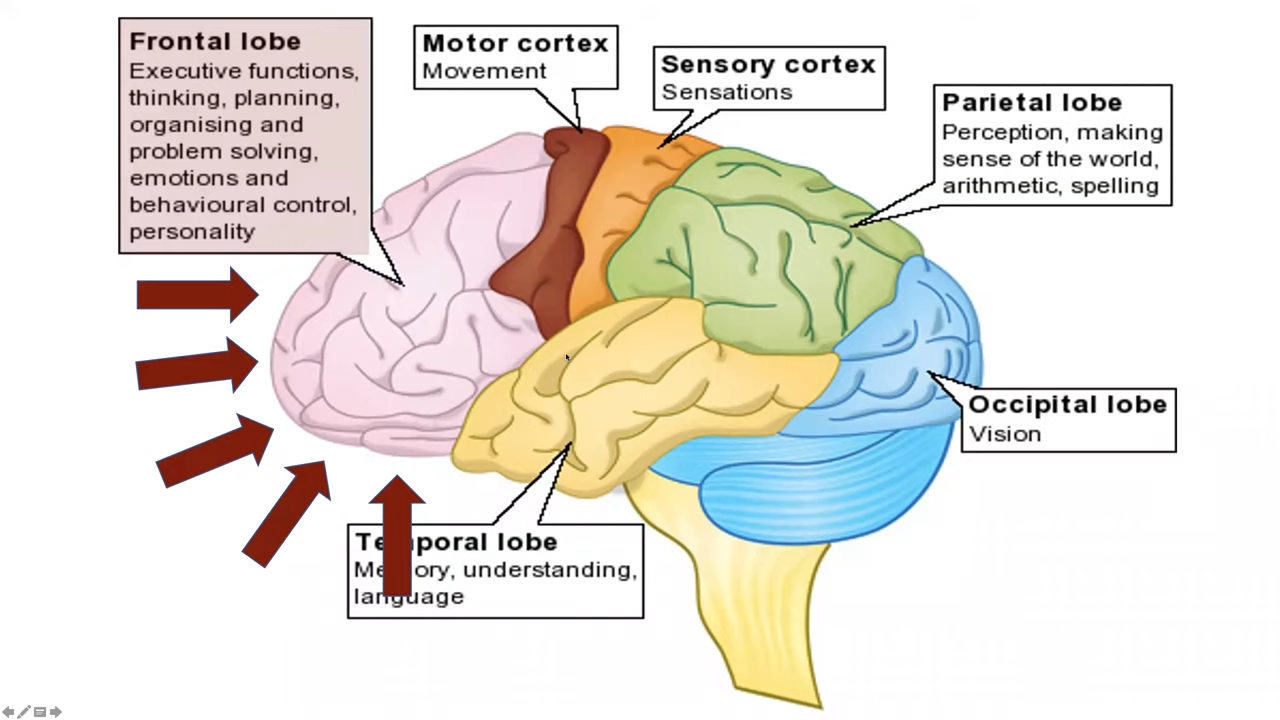 Frontal lobe
Executive functions,
thinking, planning,
organising and
problem solving,
emotions and
behavioural control,
personality
Motor cortex
Movement
Sensory cortex
Sensations
Parietal lobe
Perception, making
sense of the world,
arithmetic, spelling
Occipital lobe
Vision
Temporal lobe
Memory, understanding,
language